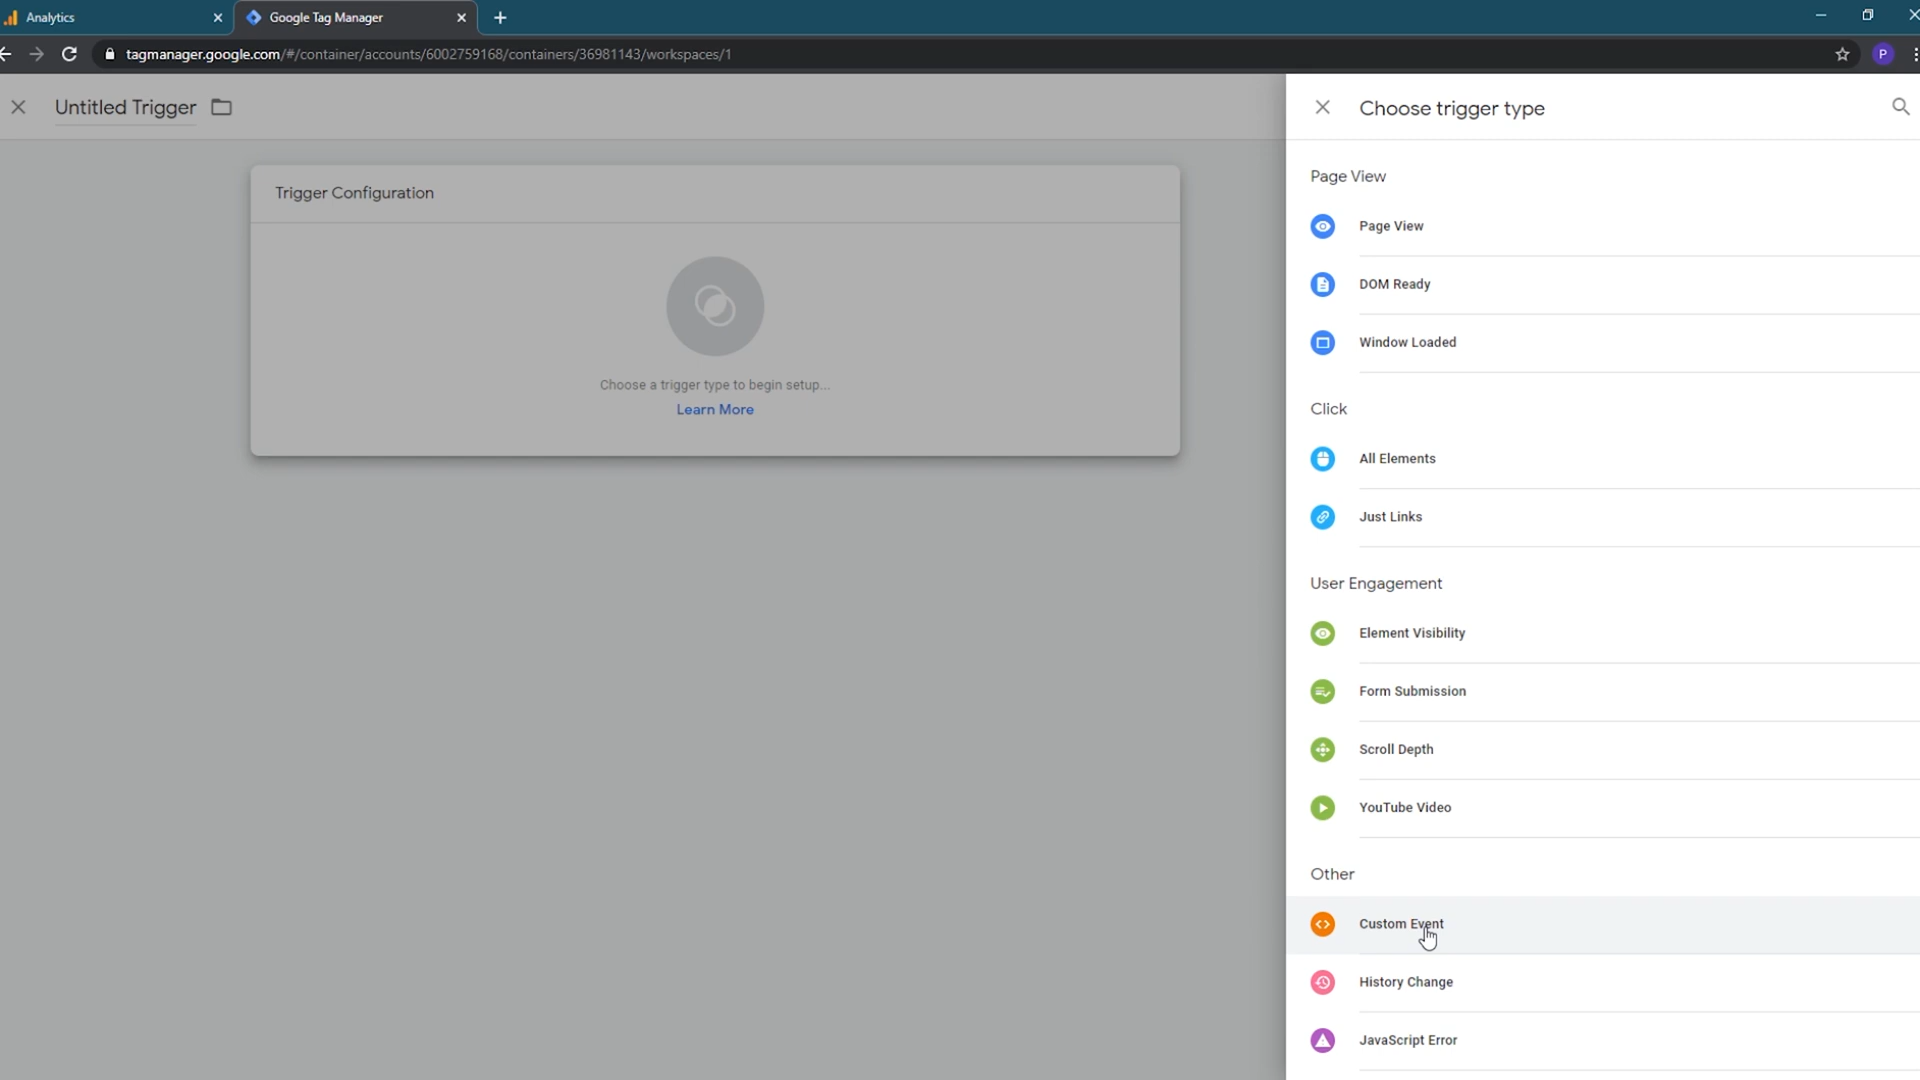 Analytics
Google Tag Manager
tagmanager.google.com/#/container/accounts/6002759168/containers/36981143/workspaces/1
P
Untitled Trigger
Trigger Configuration
Choose a trigger type to begin setup...
Learn More
Choose trigger type
Page View
Page View
DOM Ready
Window Loaded
Click
All Elements
Just Links
User Engagement
Element Visibility
Form Submission
Scroll Depth
YouTube Video
Other
Custom Event
History Change
JavaScript Error